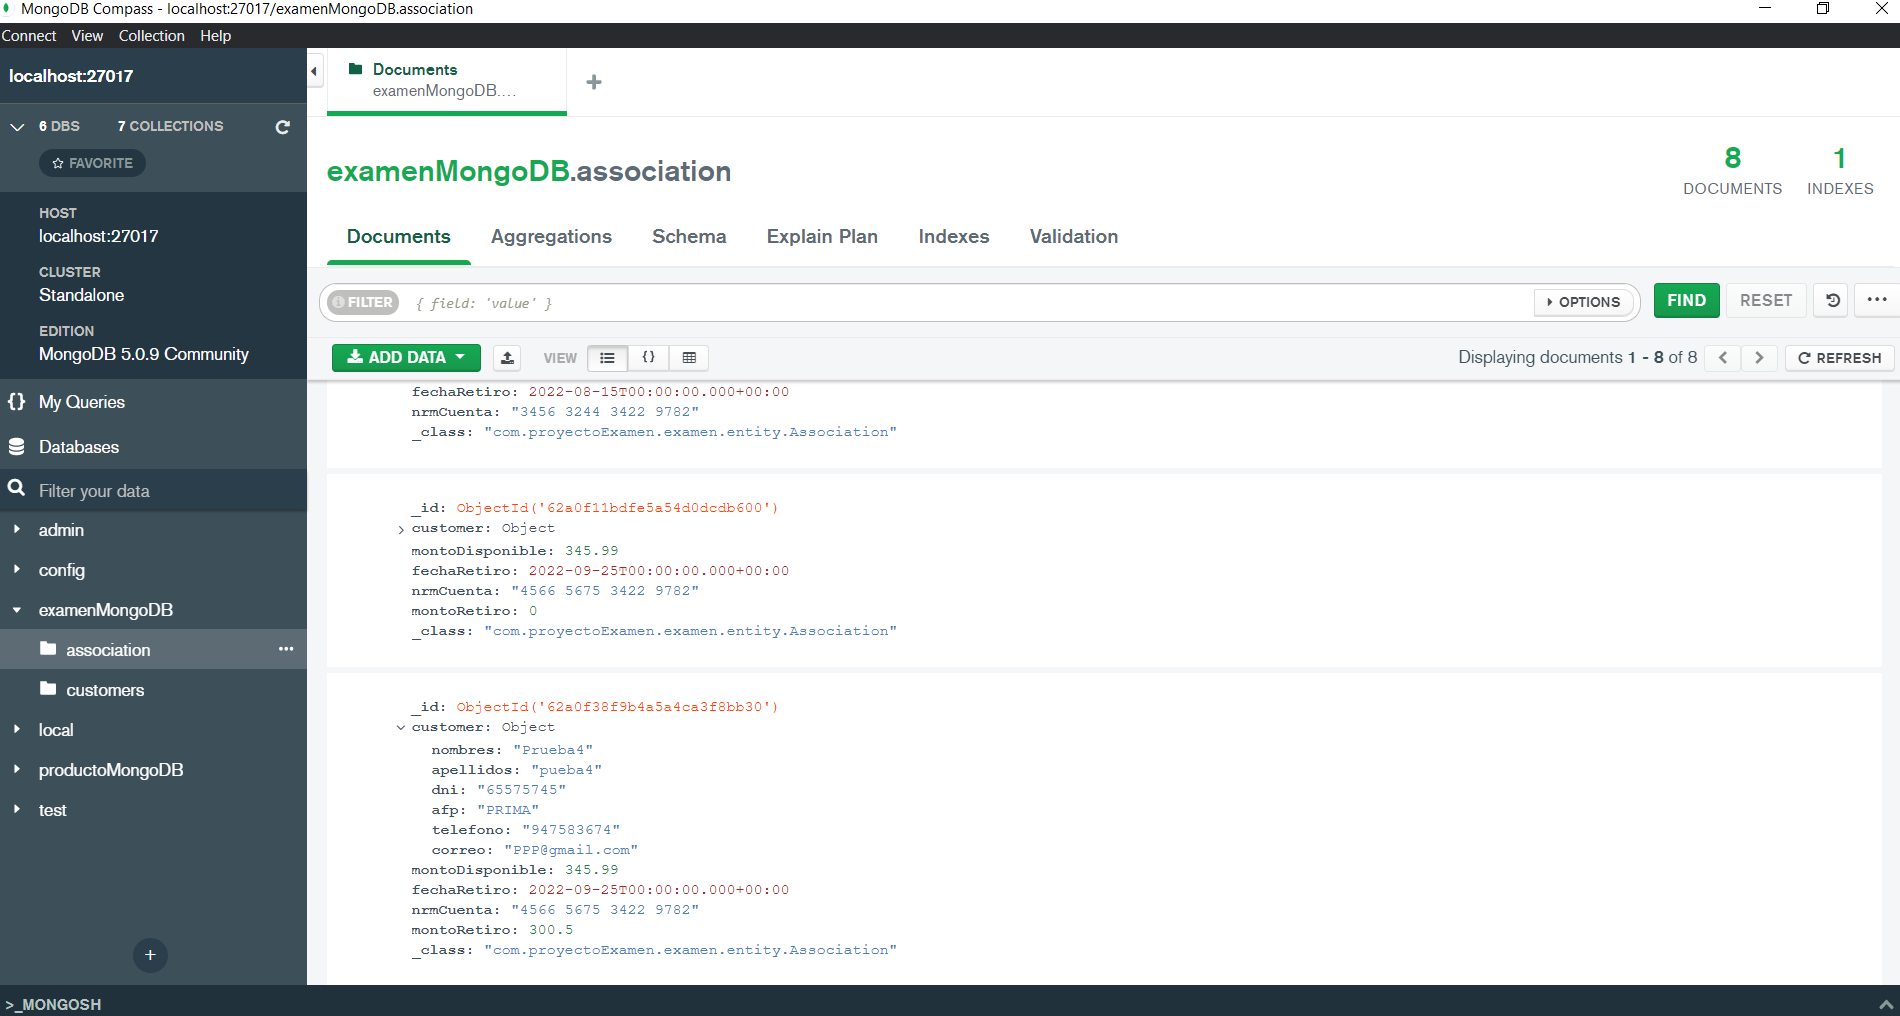 MongoDB Compass - localhost:27017/examenMongoDB.association
Connect View Collection Help
localhost:27017
6 DBS 7 COLLECTIONS
FAVORITE
HOST
localhost:27017
CLUSTER
Standalone
EDITION
MongoDB 5.0.9 Community
My Queries
Databases
Filter your data
admin
config
examenMongoDB
association
customers
local
productoMongoDB
test
>_MONGOSH
Documents
examenMongoDB....
examenMongoDB.association
8
DOCUMENTS
1
INDEXES
Documents Aggregations Schema Explain Plan Indexes Validation
FILTER { field: 'value' } OPTIONS FIND RESET
ADD DATA VIEW {} Displaying documents 1 - 8 of 8 REFRESH
fechaRetiro: 2022-08-15T00:00:00.000+00:00
nrmCuenta: "3456 3244 3422 9782"
_class: "com.proyectoExamen.examen.entity.Association"
_id: ObjectId('62a0f11bdfe5a54d0dcdb600')
customer: Object
montoDisponible: 345.99
fechaRetiro: 2022-09-25T00:00:00.000+00:00
nrmCuenta: "4566 5675 3422 9782"
montoRetiro: 0
_class: "com.proyectoExamen.examen.entity.Association"
_id: ObjectId('62a0f38f9b4a5a4ca3f8bb30')
customer: Object
nombres: "Prueba4"
apellidos: "pueba4"
dni: "65575745"
afp: "PRIMA"
telefono: "947583674"
correo: "PPP@gmail.com"
montoDisponible: 345.99
fechaRetiro: 2022-09-25T00:00:00.000+00:00
nrmCuenta: "4566 5675 3422 9782"
montoRetiro: 300.5
_class: "com.proyectoExamen.examen.entity.Association"